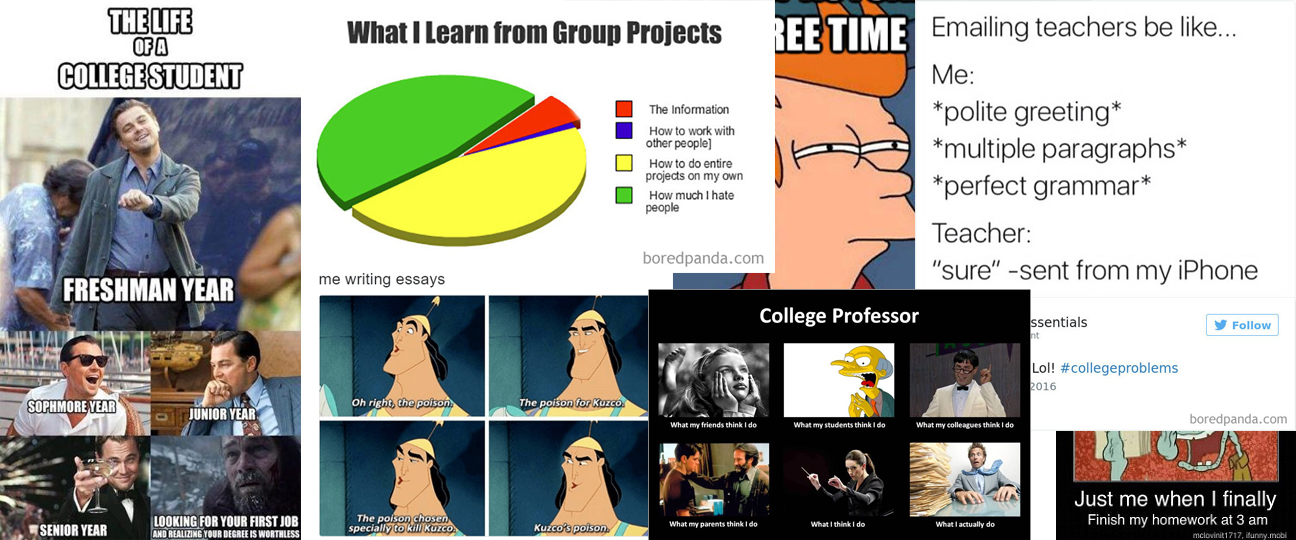 THE LIFE
OF A
COLLEGE STUDENT
FRESHMAN YEAR
SOPHMORE YEAR
JUNIOR YEAR
SENIOR YEAR
LOOKING FOR YOUR FIRST JOB
AND REALIZING YOUR DEGREE IS WORTHLESS
What I Learn from Group Projects
The Information
How to work with
other people]
How to do entire
projects on my own
How much I hate
people
boredpanda.com
me writing essays
Oh right, the poison.
The poison for Kuzco.
The poison chosen
specially to kill Kuzco.
Kuzco's poison.
REE TIME
College Professor
What my friends think I do
What my students think I do
What my colleagues think I do
What my parents think I do
What I think I do
What I actually do
Emailing teachers be like...
Me:
*polite greeting*
*multiple paragraphs*
*perfect grammar*
Teacher:
"sure" -sent from my iPhone
ssentials
nt
Follow
Lol! #collegeproblems
2016
boredpanda.com
Just me when I finally
Finish my homework at 3 am
mclovinit1717, ifunny.mobi